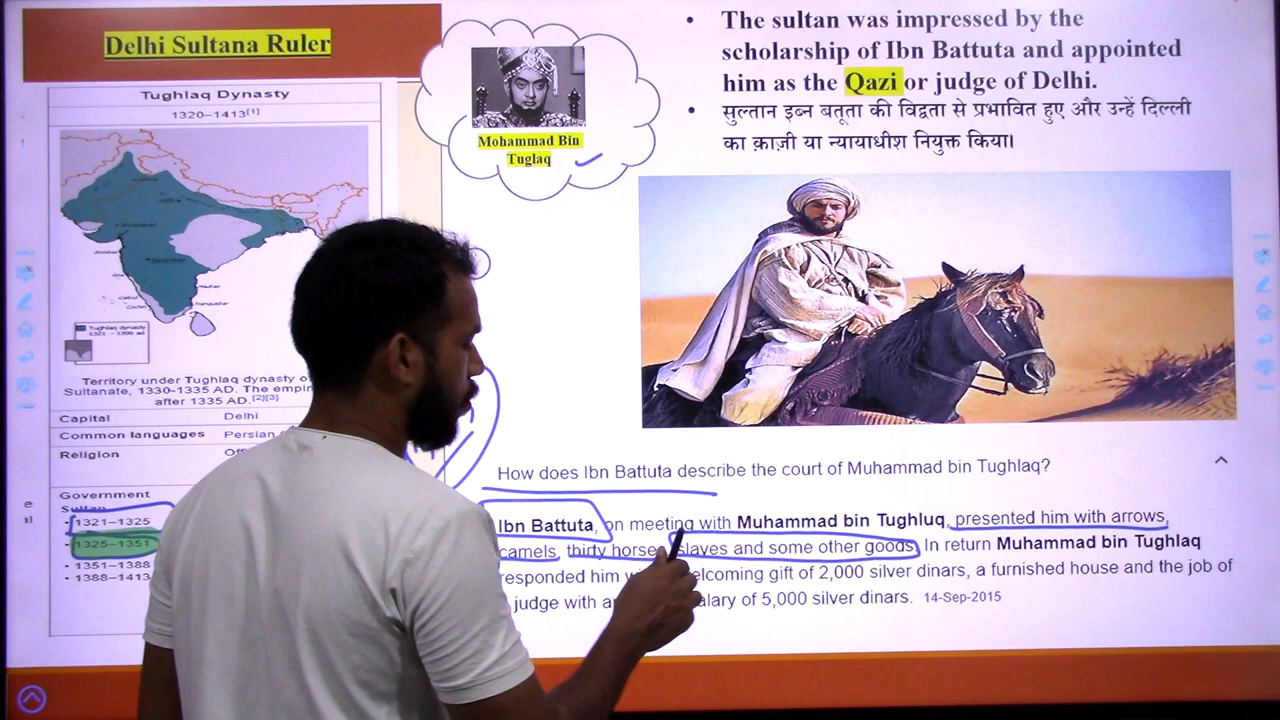 Delhi Sultana Ruler
Tughlaq Dynasty
1320–1413[1]
Tughlaq dynasty
Territory under Tughlaq dynasty
Sultanate, 1330-1335 AD. The
after 1335 AD.[2][3]
Capital Delhi
Common languages Persian
Religion
Government
Sultan
• 1321–1325
• 1325–1351
• 1351–1388
• 1388–1413
Mohammad Bin
Tuglaq
• The sultan was impressed by the
scholarship of Ibn Battuta and appointed
him as the Qazi or judge of Delhi.
• सुल्तान इब्न बतूता की विद्वता से प्रभावित हुए और उन्हें दिल्ली
का क़ाज़ी या न्यायाधीश नियुक्त किया।
How does Ibn Battuta describe the court of Muhammad bin Tughlaq?
Ibn Battuta, on meeting with Muhammad bin Tughluq, presented him with arrows,
camels, thirty horses, slaves and some other goods. In return Muhammad bin Tughlaq
responded him gift of 2,000 silver dinars, a furnished house and the job of
judge with of 5,000 silver dinars. 14-Sep-2015